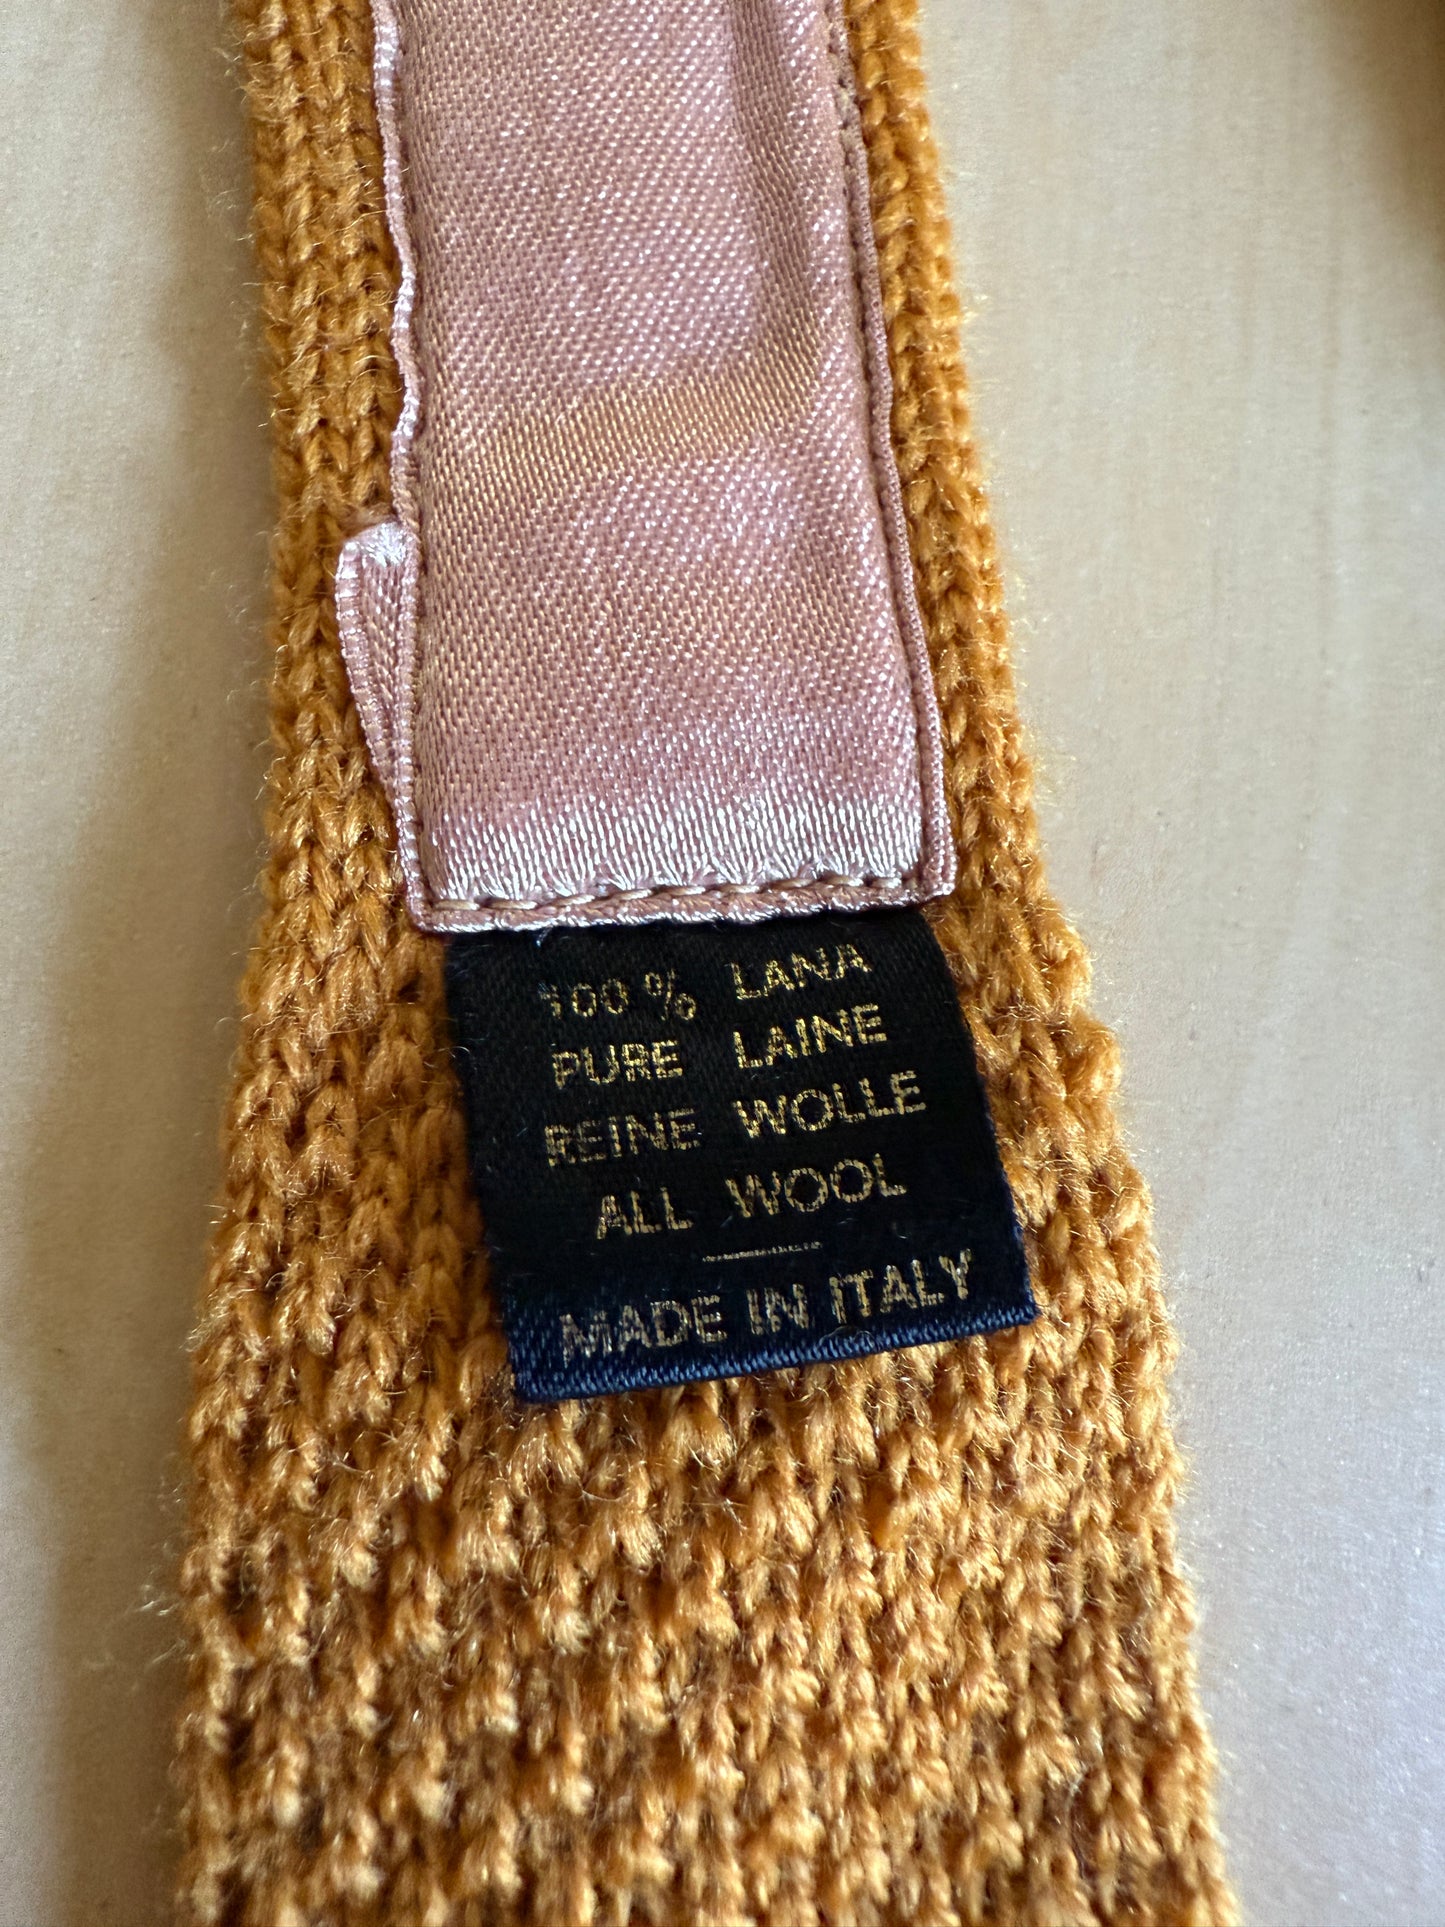 100 % LANA
PURE LAINE
REINE WOLLE
ALL WOOL
MADE IN ITALY